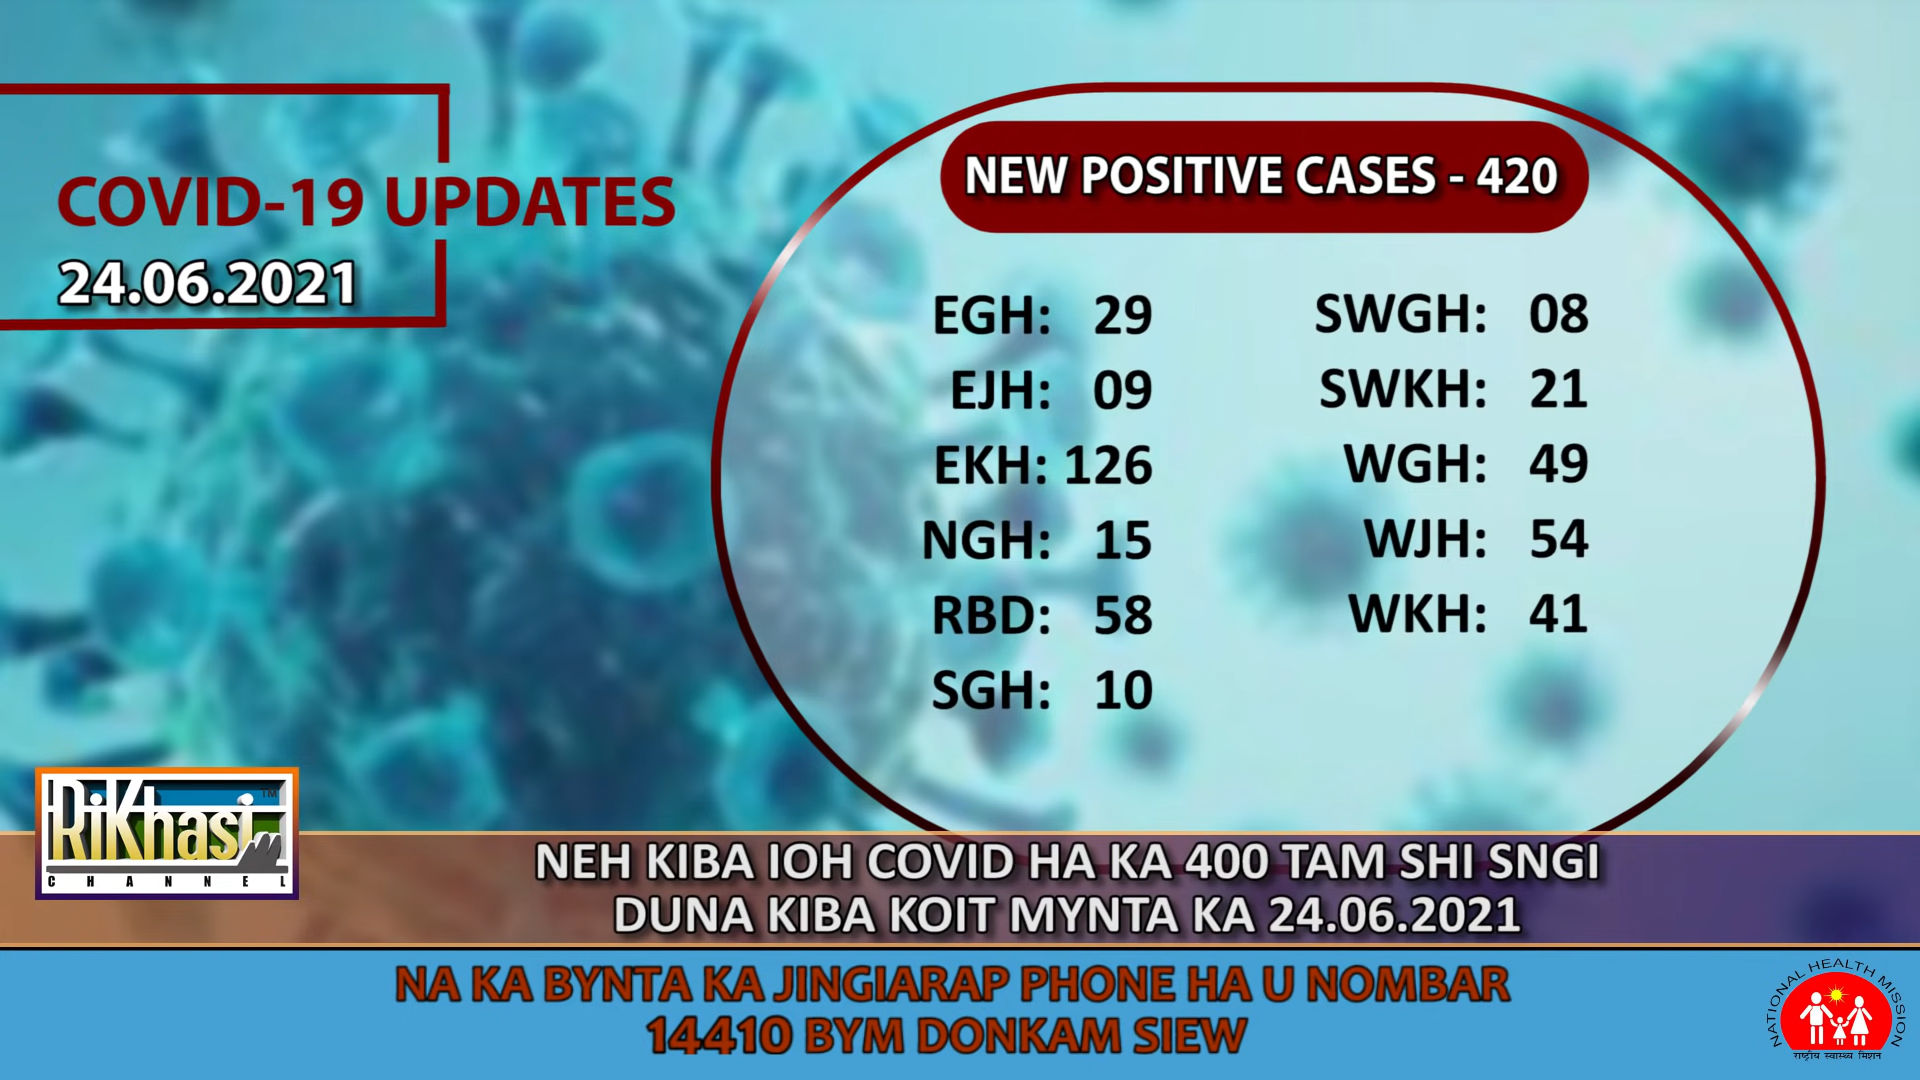 COVID-19 UPDATES
24.06.2021
NEW POSITIVE CASES - 420
EGH: 29
EJH: 09
EKH: 126
NGH: 15
RBD: 58
SGH: 10
SWGH: 08
SWKH: 21
WGH: 49
WJH: 54
WKH: 41
RiKhasi TM
CHANNEL
NEH KIBA IOH COVID HA KA 400 TAM SHI SNGI
DUNA KIBA KOIT MYNTA KA 24.06.2021
NA KA BYNTA KA JINGIARAP PHONE HA U NOMBAR
14410 BYM DONKAM SIEW
NATIONAL HEALTH MISSION
राष्ट्रीय स्वास्थ्य मिशन